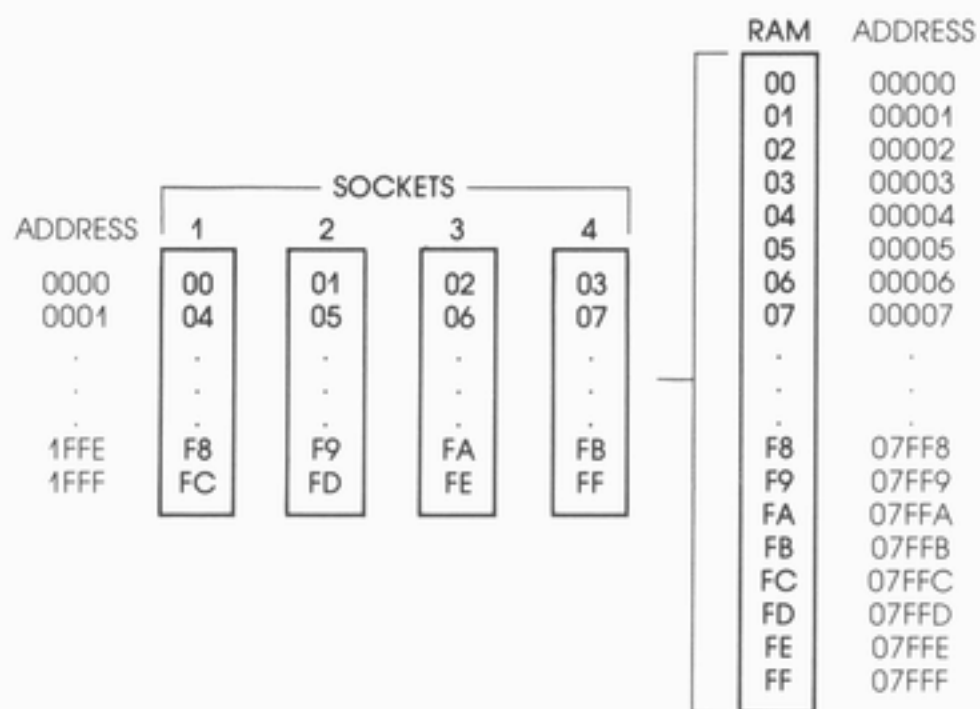 RAM ADDRESS
00 00000
01 00001
02 00002
03 00003
SOCKETS
04 00004
ADDRESS 1 2 3 4
05 00005
0000 00 01 02 03
06 00006
0001 04 05 06 07
07 00007
. . . . . . .
. . . . . . .
. . . . . . .
1FFE F8 F9 FA FB
F8 07FF8
1FFF FC FD FE FF
F9 07FF9
FA 07FFA
FB 07FFB
FC 07FFC
FD 07FFD
FE 07FFE
FF 07FFF